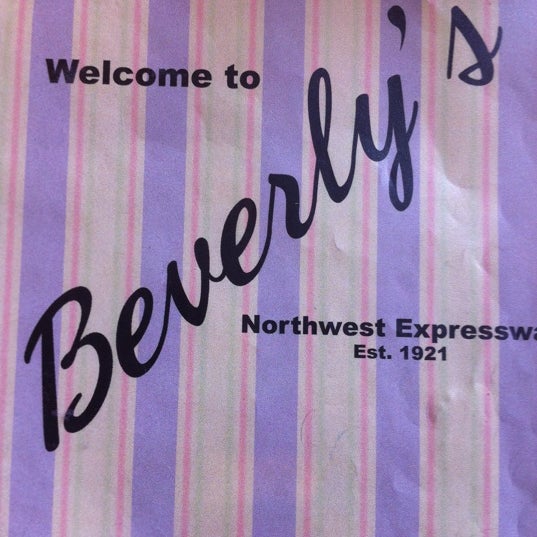 Welcome to
Beverly's
Northwest Expresswa
Est. 1921